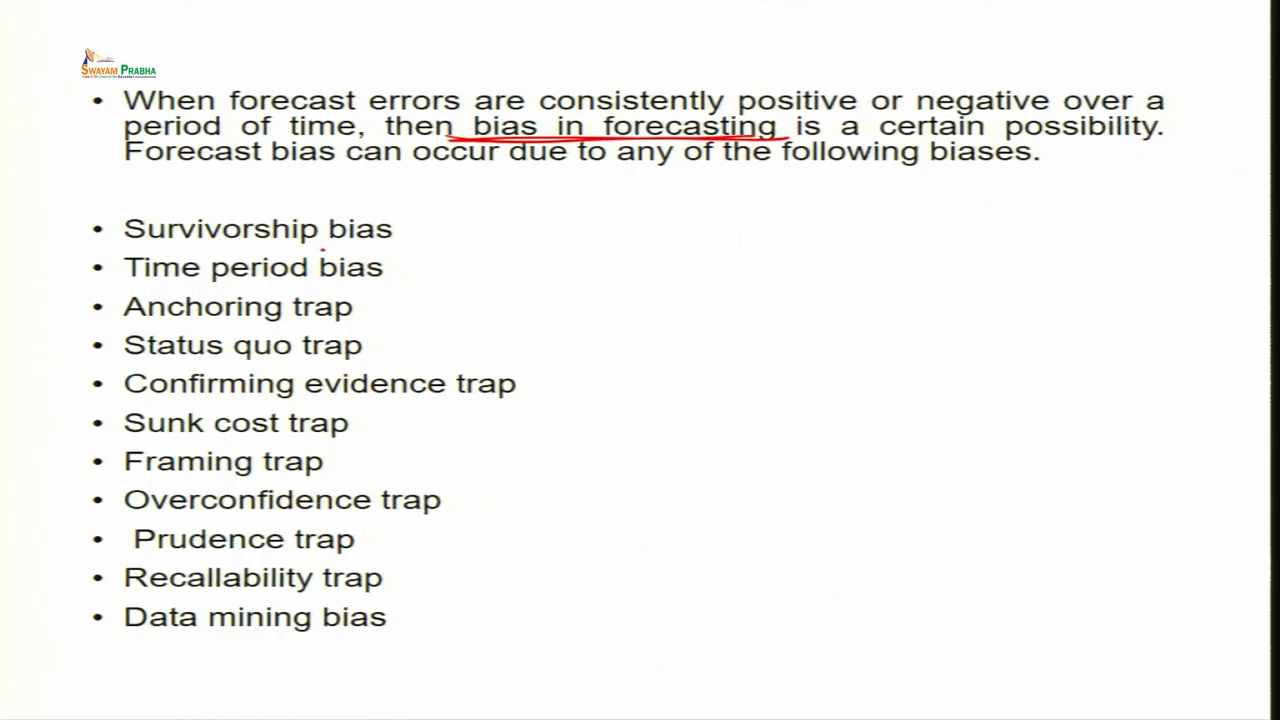 SWAYAM PRABHA
• When forecast errors are consistently positive or negative over a
period of time, then bias in forecasting is a certain possibility.
Forecast bias can occur due to any of the following biases.
• Survivorship bias
• Time period bias
• Anchoring trap
• Status quo trap
• Confirming evidence trap
• Sunk cost trap
• Framing trap
• Overconfidence trap
• Prudence trap
• Recallability trap
• Data mining bias